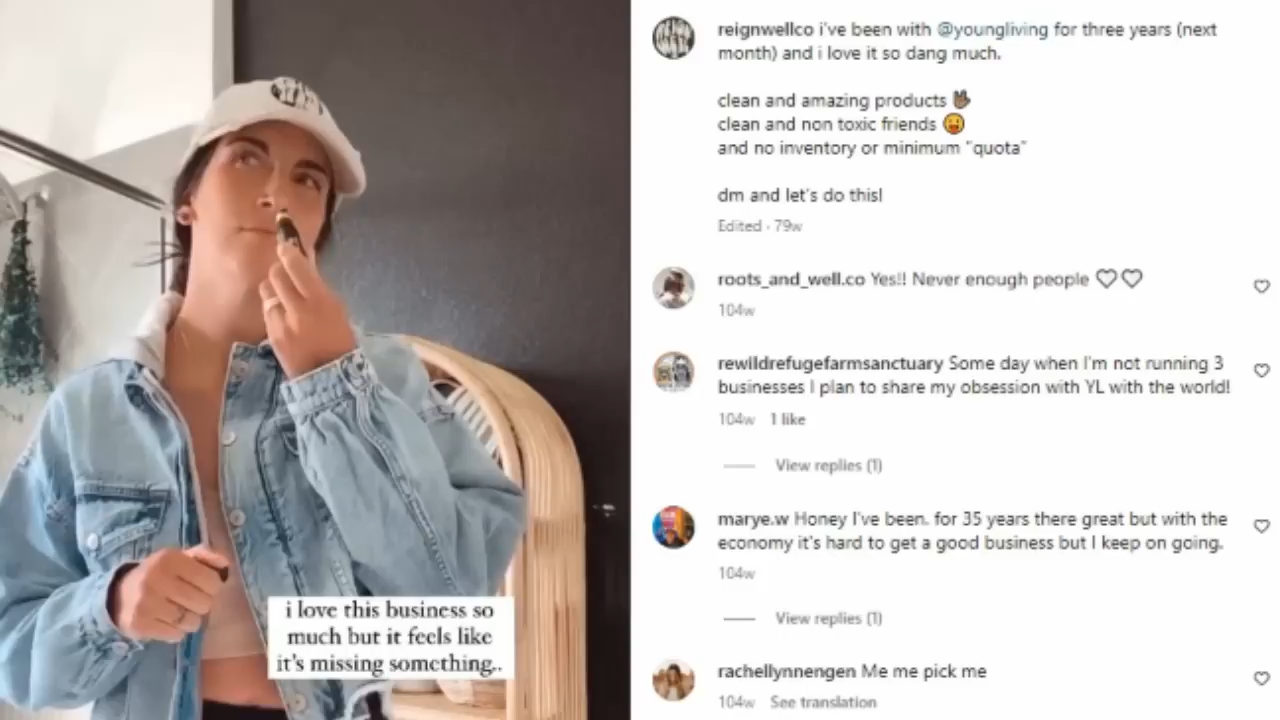 i love this business so
much but it feels like
it's missing something..
reignwellco i've been with @youngliving for three years (next
month) and i love it so dang much.
clean and amazing products 🤟🏾
clean and non toxic friends 😛
and no inventory or minimum "quota"
dm and let's do this!
Edited · 79w
roots_and_well.co Yes!! Never enough people ♡♡
104w
rewildrefugefarmsanctuary Some day when I'm not running 3
businesses I plan to share my obsession with YL with the world!
104w 1 like
View replies (1)
marye.w Honey I've been. for 35 years there great but with the
economy it's hard to get a good business but I keep on going.
104w
View replies (1)
rachellynnengen Me me pick me
104w See translation